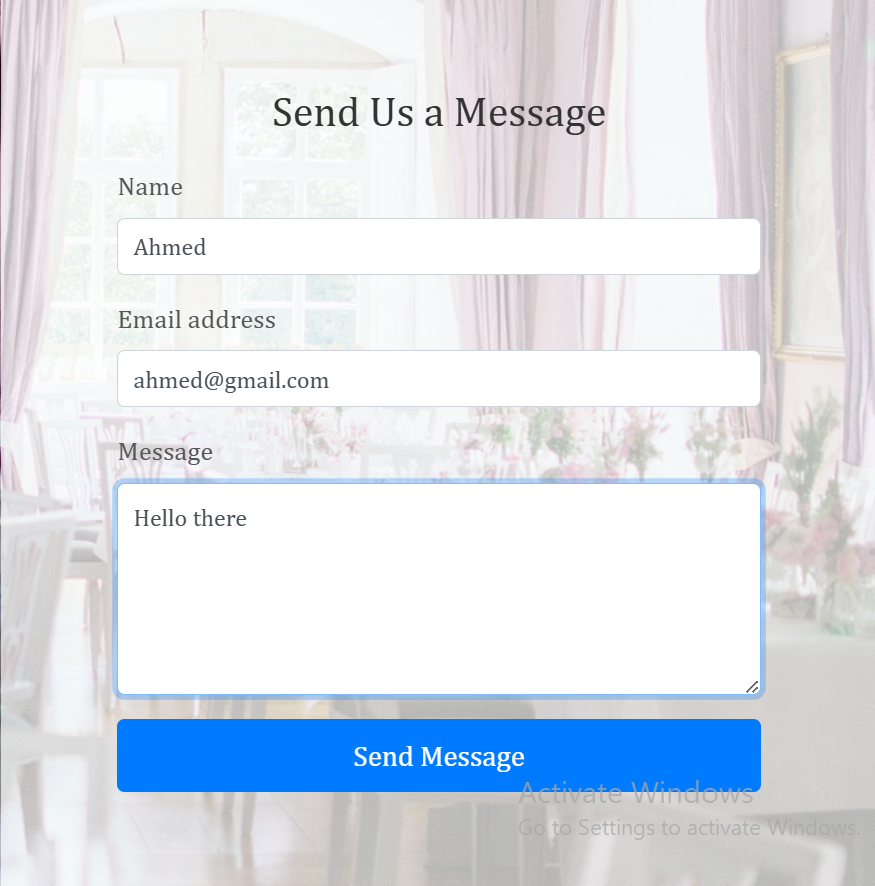 Send Us a Message
Name
Ahmed
Email address
ahmed@gmail.com
Message
Hello there
Send Message
Activate Windows
Go to Settings to activate Windows.